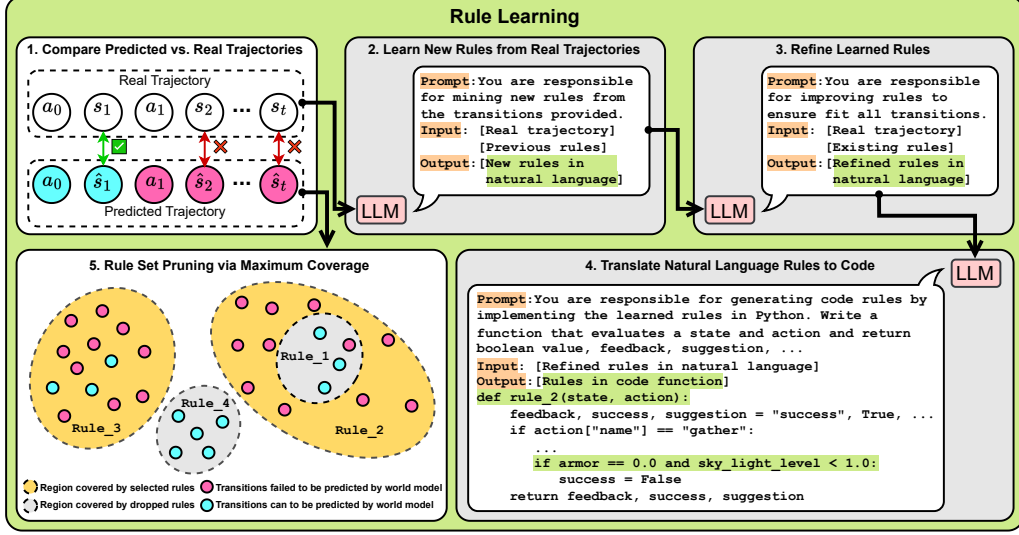 Rule Learning
1. Compare Predicted vs. Real Trajectories
Real Trajectory
a₀ s₁ a₁ s₂ ... sₜ
â₀ ŝ₁ a₁ ŝ₂ ... ŝₜ
Predicted Trajectory
2. Learn New Rules from Real Trajectories
Prompt:You are responsible
for mining new rules from
the transitions provided.
Input: [Real trajectory]
[Previous rules]
Output:[New rules in
natural language]
LLM
3. Refine Learned Rules
Prompt:You are responsible
for improving rules to
ensure fit all transitions.
Input: [Real trajectory]
[Existing rules]
Output:[Refined rules in
natural language]
LLM
5. Rule Set Pruning via Maximum Coverage
Rule_1
Rule_4
Rule_3
Rule_2
Region covered by selected rules
Transitions failed to be predicted by world model
Region covered by dropped rules
Transitions can to be predicted by world model
4. Translate Natural Language Rules to Code
LLM
Prompt:You are responsible for generating code rules by
implementing the learned rules in Python. Write a
function that evaluates a state and action and return
boolean value, feedback, suggestion, ...
Input: [Refined rules in natural language]
Output:[Rules in code function]
def rule_2(state, action):
feedback, success, suggestion = "success", True, ...
if action["name"] == "gather":
...
if armor == 0.0 and sky_light_level < 1.0:
success = False
return feedback, success, suggestion